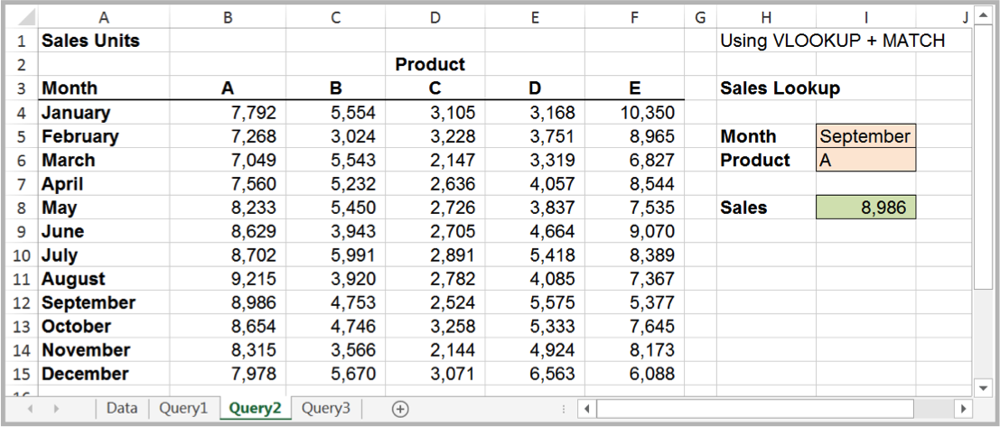 A B C D E F G H I J
1 Sales Units Using VLOOKUP + MATCH
2 Product
3 Month A B C D E Sales Lookup
4 January 7,792 5,554 3,105 3,168 10,350
5 February 7,268 3,024 3,228 3,751 8,965 Month September
6 March 7,049 5,543 2,147 3,319 6,827 Product A
7 April 7,560 5,232 2,636 4,057 8,544
8 May 8,233 5,450 2,726 3,837 7,535 Sales 8,986
9 June 8,629 3,943 2,705 4,664 9,070
10 July 8,702 5,991 2,891 5,418 8,389
11 August 9,215 3,920 2,782 4,085 7,367
12 September 8,986 4,753 2,524 5,575 5,377
13 October 8,654 4,746 3,258 5,333 7,645
14 November 8,315 3,566 2,144 4,924 8,173
15 December 7,978 5,670 3,071 6,563 6,088
Data Query1 Query2 Query3